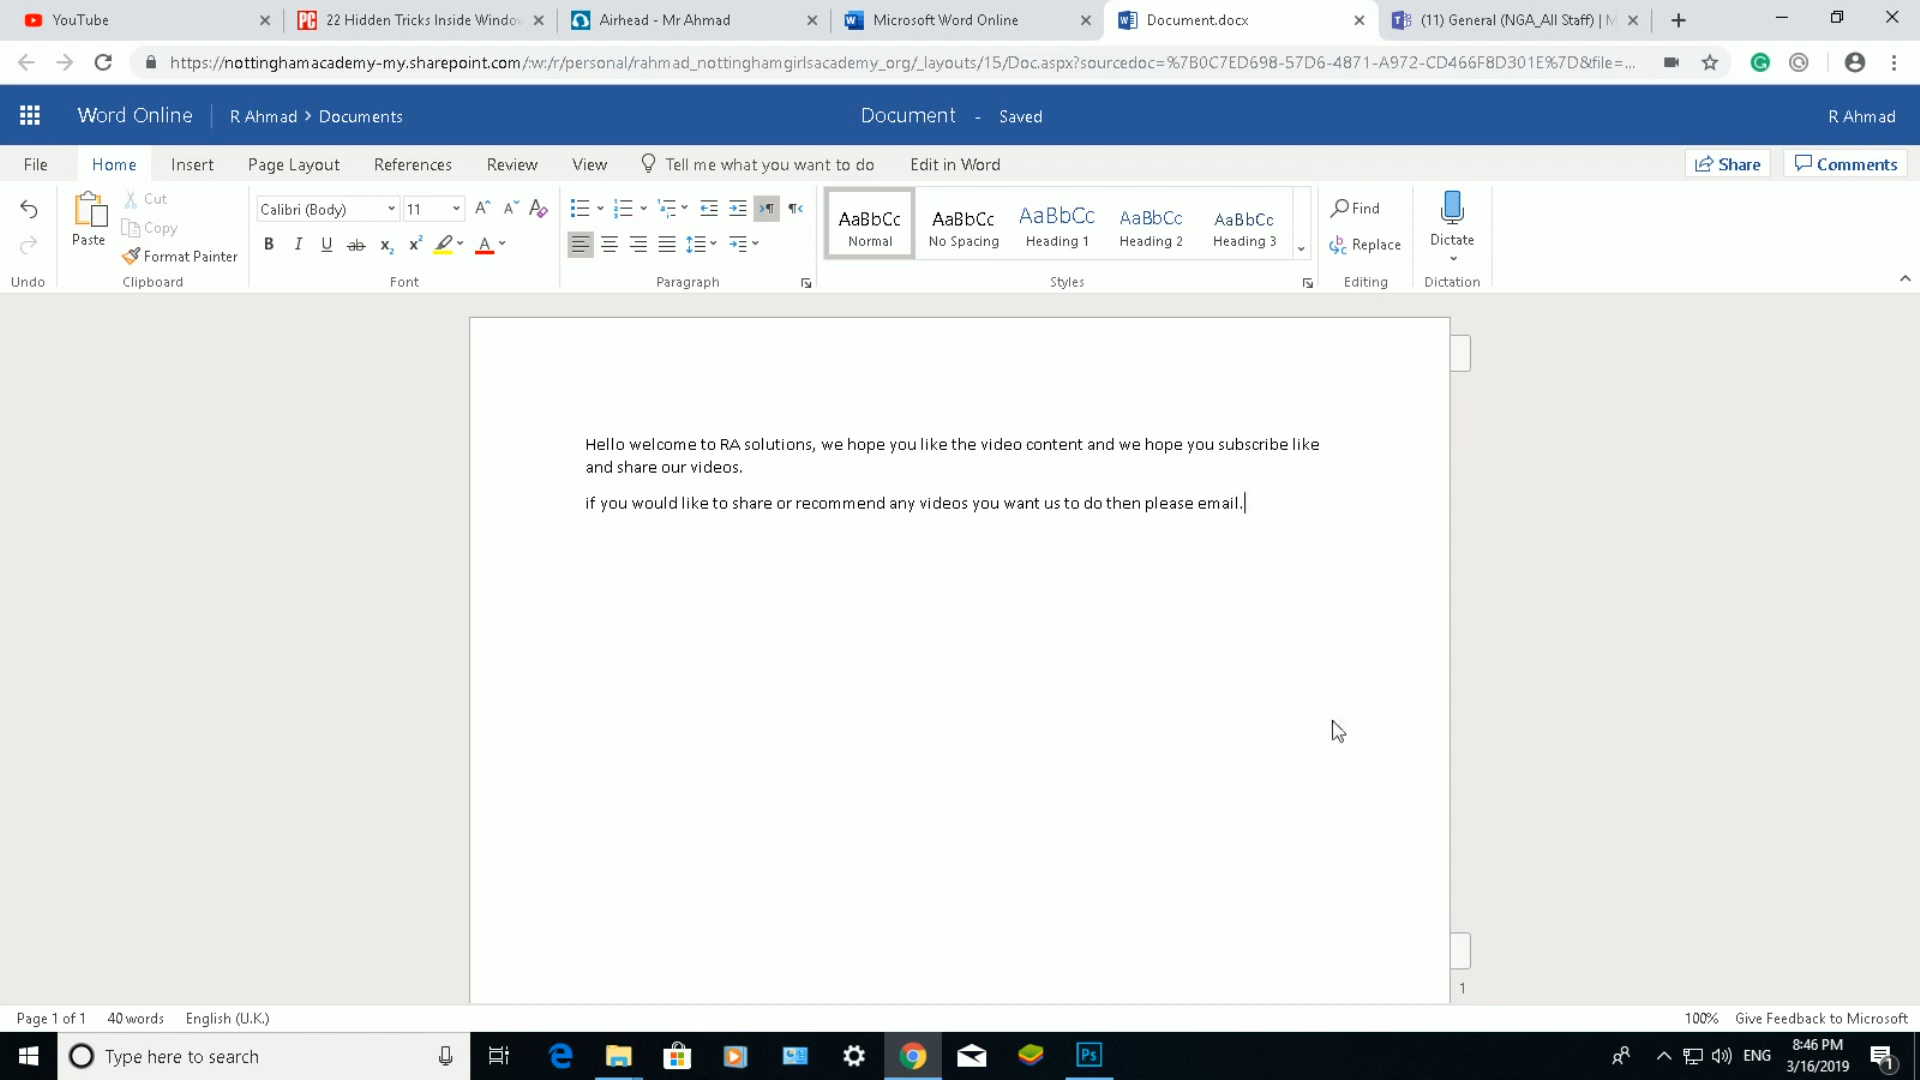 YouTube
22 Hidden Tricks Inside Windo
Airhead - Mr Ahmad
Microsoft Word Online
Document.docx
(11) General (NGA_All Staff) | M
https://nottinghamacademy-my.sharepoint.com/:w:/r/personal/rahmad_nottinghamgirlsacademy_org/_layouts/15/Doc.aspx?sourcedoc=%7B0C7ED698-57D6-4871-A972-CD466F8D301E%7D&file=...
Word Online R Ahmad > Documents
Document - Saved
R Ahmad
File Home Insert Page Layout References Review View Tell me what you want to do Edit in Word
Share Comments
Paste
Cut
Copy
Format Painter
Calibri (Body) 11
AaBbCc AaBbCc AaBbCc AaBbCc AaBbCc
Normal No Spacing Heading 1 Heading 2 Heading 3
Find
Replace
Dictate
Undo Clipboard Font Paragraph Styles Editing Dictation
Hello welcome to RA solutions, we hope you like the video content and we hope you subscribe like
and share our videos.
if you would like to share or recommend any videos you want us to do then please email.
1
Page 1 of 1 40 words English (U.K.)
100% Give Feedback to Microsoft
Type here to search
Ps
ENG
8:46 PM
3/16/2019
1